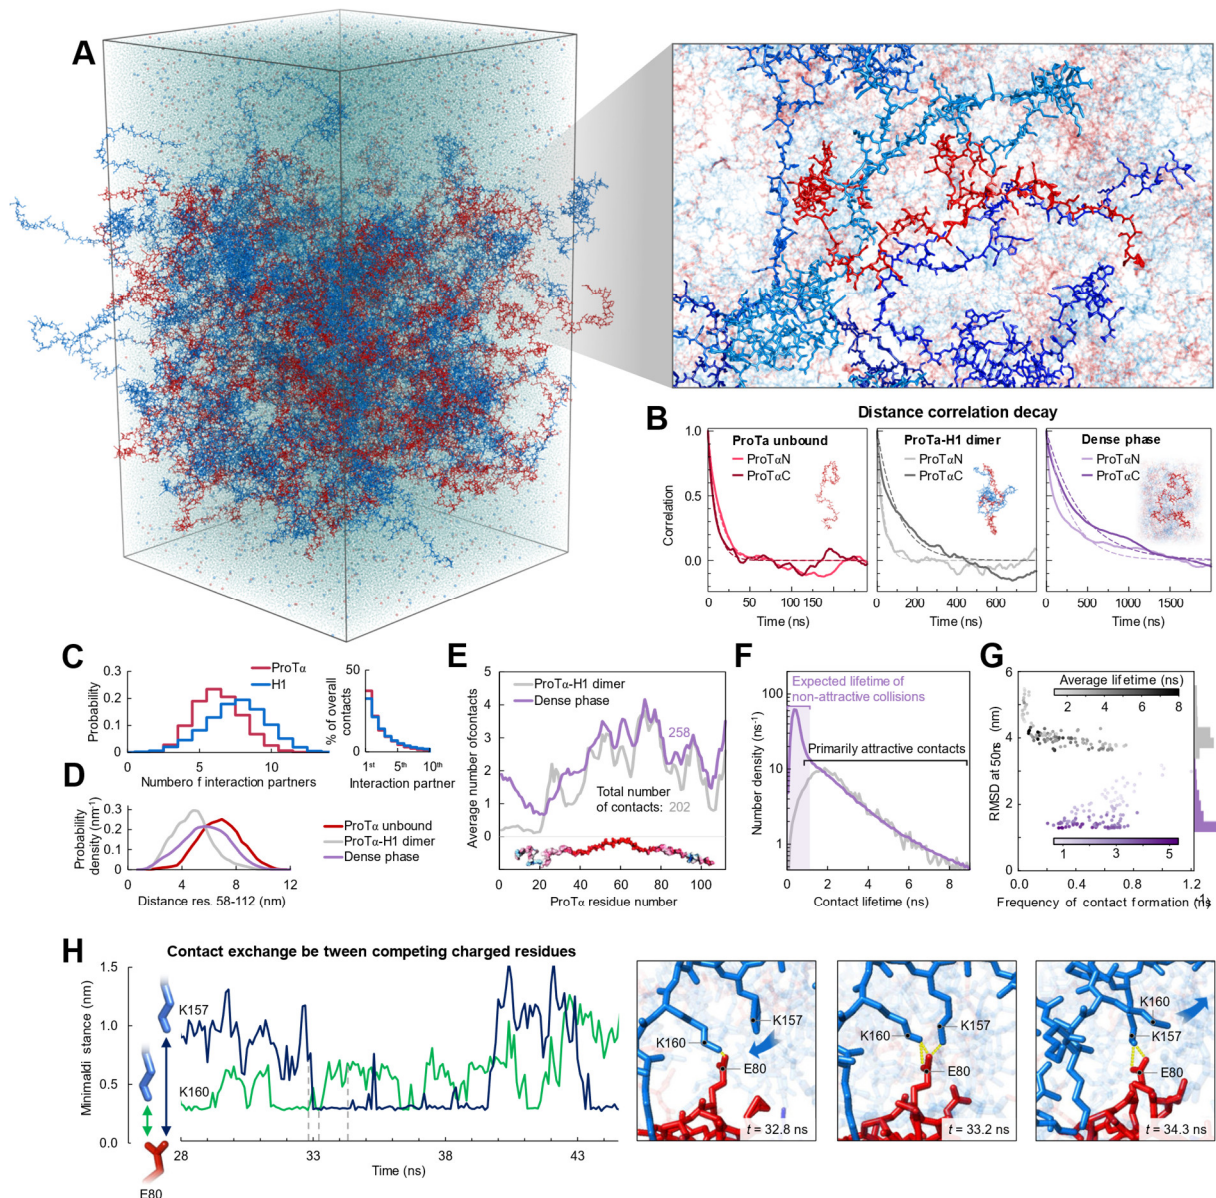 A
B
Distance correlation decay
ProTa unbound
ProTαN
ProTαC
ProTa-H1 dimer
ProTαN
ProTαC
Dense phase
ProTαN
ProTαC
Correlation
1.0
0.5
0.0
0 50 100 150
Time (ns)
0 200 400 600
Time (ns)
0 500 1000 1500
Time (ns)
C
Probability
0.3
0.2
0.1
0
ProTα
H1
5 10
Numbero f interaction partners
% of overall
contacts
50
0
1st 5th 10th
Interaction partner
D
Probability
density (nm-1)
0.3
0.2
0.1
0
0 4 8 12
Distance res. 58-112 (nm)
ProTα unbound
ProTα-H1 dimer
Dense phase
E
Average number ofcontacts
5
4
3
2
1
0
ProTα-H1 dimer
Dense phase
258
Total number
of contacts: 202
0 20 40 60 80 100
ProTα residue number
F
Number density (ns-1)
100
10
1
Expected lifetime of
non-attractive collisions
Primarily attractive contacts
0 2 4 6 8
Contact lifetime (ns)
G
RMSD at 50ns (nm)
6
5
4
3
2
1
0
Average lifetime (ns)
2 4 6 8
1 3 5
0.0 0.4 0.8 1.2
Frequency of contact formation (ns-1)
H
Contact exchange be tween competing charged residues
Minimaldi stance (nm)
1.5
1.0
0.5
0.0
K157
K160
E80
28 33 38 43
Time (ns)
K157
K160
E80
t = 32.8 ns
K157
K160
E80
t = 33.2 ns
K160
K157
E80
t = 34.3 ns